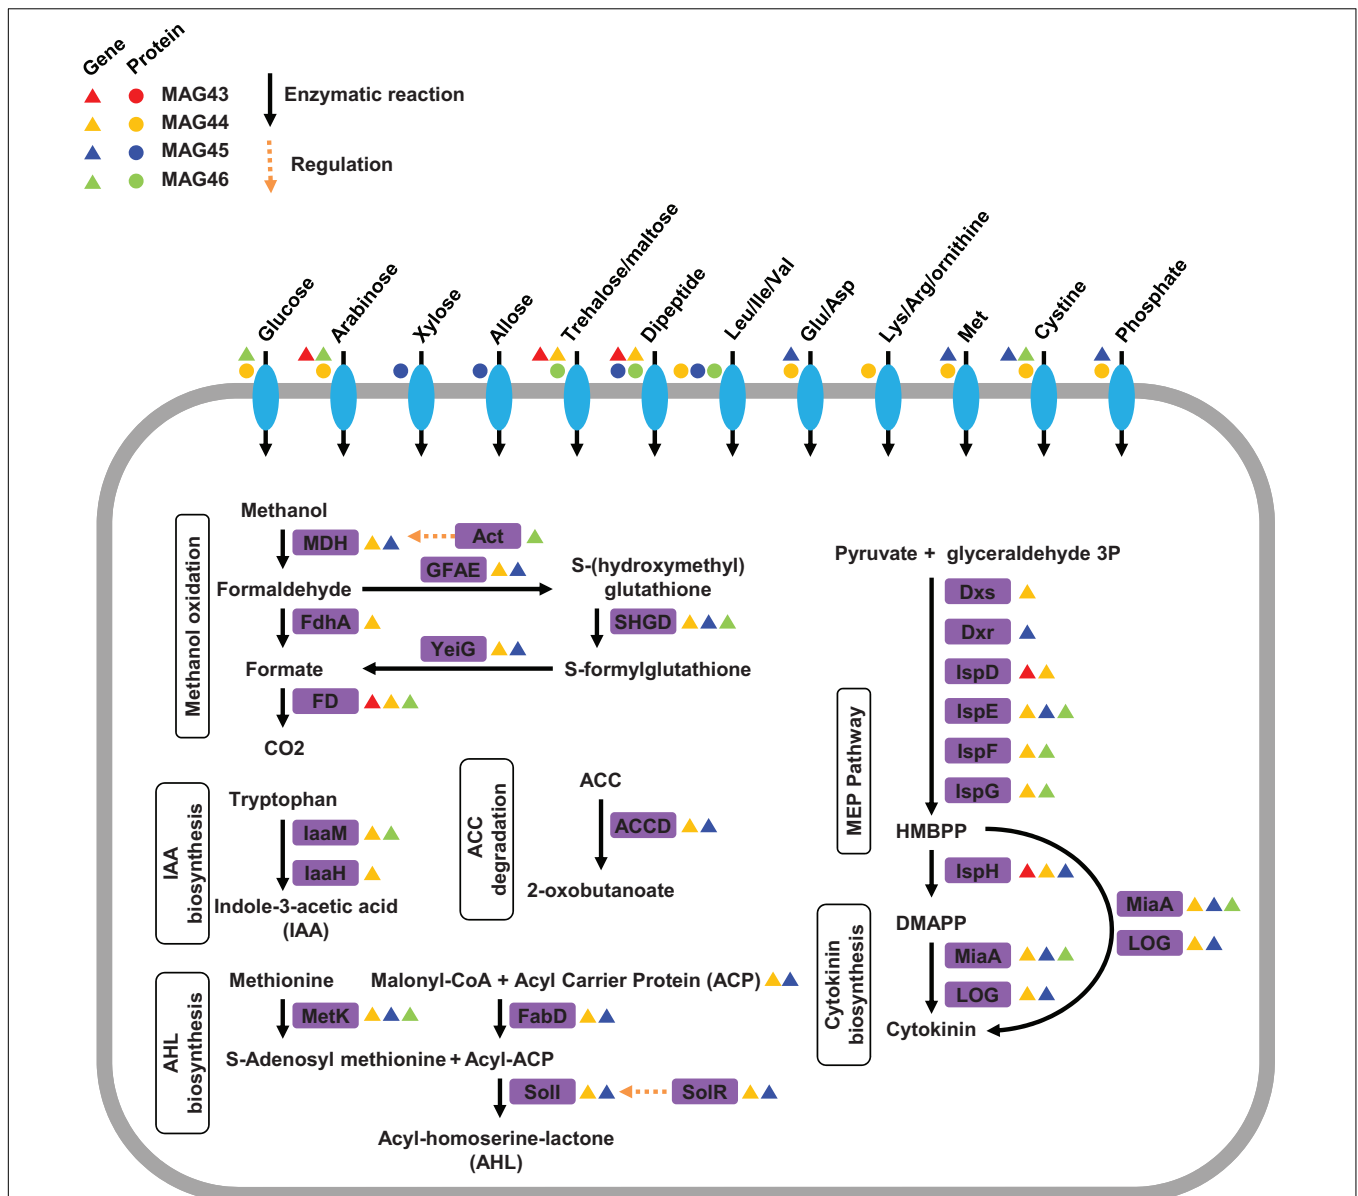 Gene
Protein
MAG43
MAG44
MAG45
MAG46
Enzymatic reaction
Regulation
Glucose
Arabinose
Xylose
Allose
Trehalose/maltose
Dipeptide
Leu/Ile/Val
Glu/Asp
Lys/Arg/ornithine
Met
Cystine
Phosphate
Methanol oxidation
Methanol
MDH
Act
GFAE
Formaldehyde
S-(hydroxymethyl)
glutathione
FdhA
SHGD
YeiG
Formate
S-formylglutathione
FD
CO2
IAA
biosynthesis
Tryptophan
IaaM
IaaH
Indole-3-acetic acid
(IAA)
ACC
degradation
ACC
ACCD
2-oxobutanoate
AHL
biosynthesis
Methionine
MetK
Malonyl-CoA + Acyl Carrier Protein (ACP)
FabD
S-Adenosyl methionine + Acyl-ACP
SolI
SolR
Acyl-homoserine-lactone
(AHL)
MEP Pathway
Pyruvate + glyceraldehyde 3P
Dxs
Dxr
IspD
IspE
IspF
IspG
HMBPP
IspH
Cytokinin
biosynthesis
DMAPP
MiaA
LOG
MiaA
LOG
Cytokinin